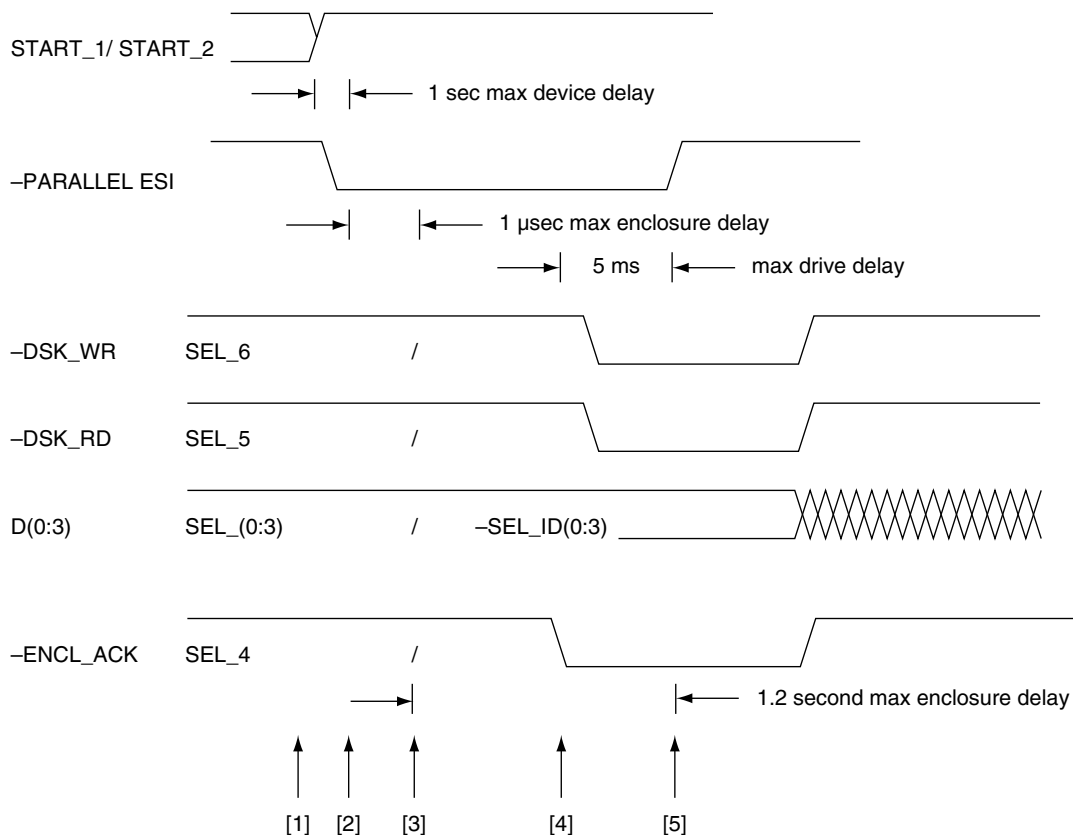 START_1/ START_2
1 sec max device delay
–PARALLEL ESI
1 µsec max enclosure delay
5 ms max drive delay
–DSK_WR SEL_6 /
–DSK_RD SEL_5 /
D(0:3) SEL_(0:3) / –SEL_ID(0:3)
–ENCL_ACK SEL_4 /
1.2 second max enclosure delay
[1] [2] [3] [4] [5]